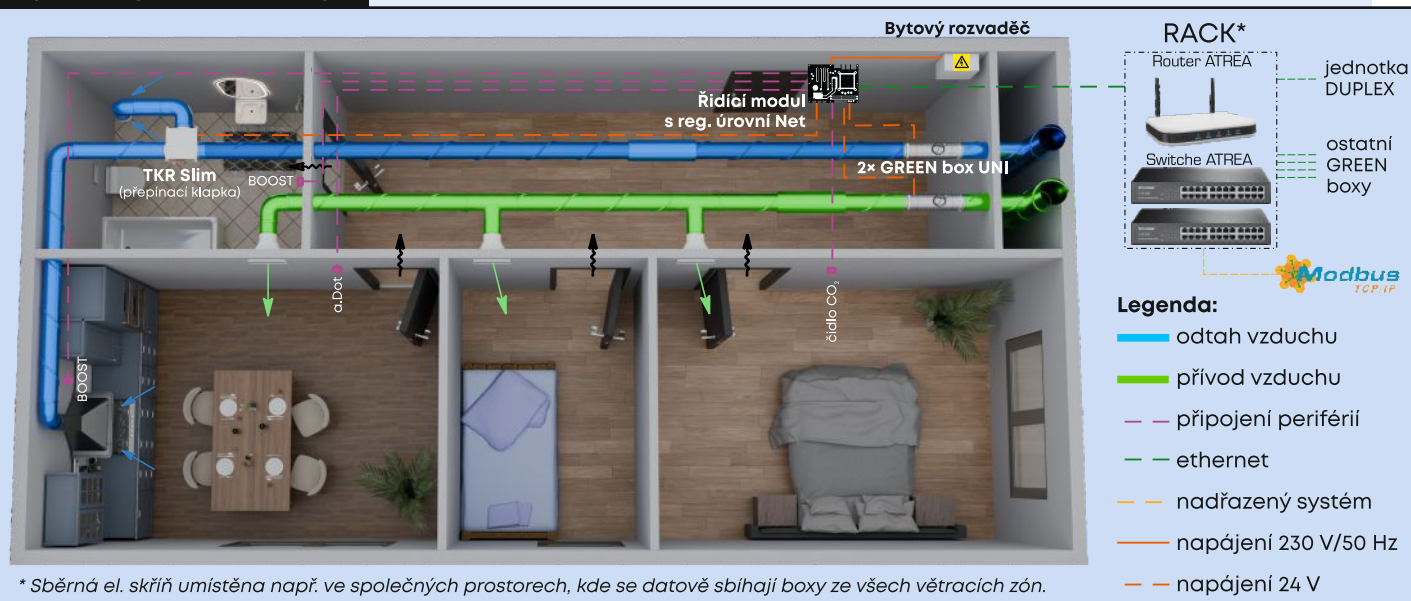 Bytový rozvaděč
RACK*
Router ATREA
jednotka
DUPLEX
Řidící modul
s reg. úrovní Net
ostatní
GREEN
boxy
Switche ATREA
2× GREEN box UNI
TKR Slim
(přepínací klapka)
BOOST
a.Dot
čidlo CO₂
BOOST
Modbus
TCP/IP
Legenda:
odtah vzduchu
přívod vzduchu
připojení periférií
ethernet
nadřazený systém
napájení 230 V/50 Hz
napájení 24 V
* Sběrná el. skříň umístěna např. ve společných prostorech, kde se datově sbíhají boxy ze všech větracích zón.